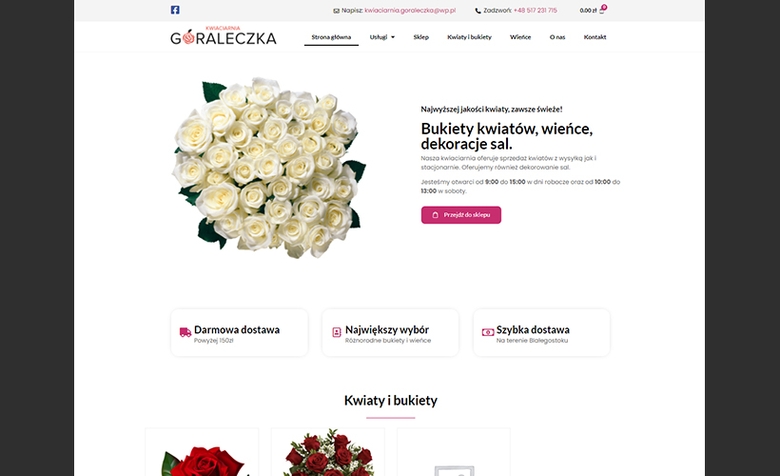 Napisz: kwiaciarnia.goraleczka@wp.pl Zadzwoń: +48 517 231 715 0.00 zł 0
KWIACIARNIA
GÓRALECZKA
Strona główna Usługi Sklep Kwiaty i bukiety Wieńce O nas Kontakt
Najwyższej jakości kwiaty, zawsze świeże!
Bukiety kwiatów, wieńce,
dekoracje sal.
Nasza kwiaciarnia oferuje sprzedaż kwiatów z wysyłką jak i
stacjonarnie. Oferujemy również dekorowanie sal.
Jesteśmy otwarci od 9:00 do 15:00 w dni robocze oraz od 10:00 do
13:00 w soboty.
Przejdź do sklepu
Darmowa dostawa
Powyżej 150zł
Największy wybór
Różnorodne bukiety i wieńce
Szybka dostawa
Na terenie Białegostoku
Kwiaty i bukiety